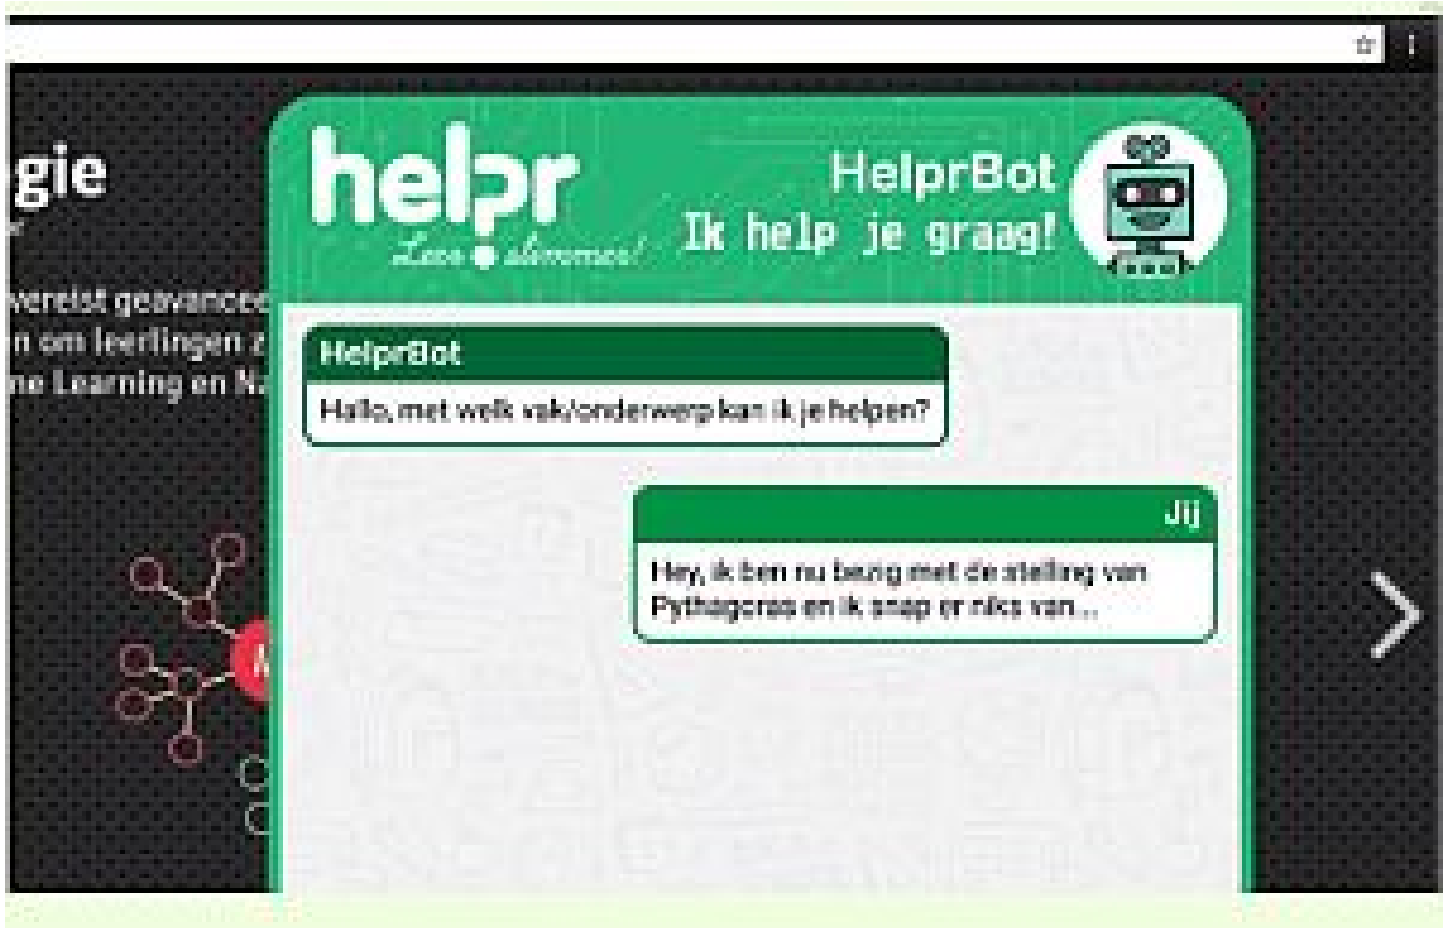 helpr
slimmer!
HelprBot
Ik help je graag!
gie
vereist geavancee
n om leerlingen z
ne Learning en Na
HelprBot
Hallo, met welk vak/onderwerp kan ik je helpen?
Jij
Hey, ik ben nu bezig met de stelling van
Pythagoras en ik snap er niks van...